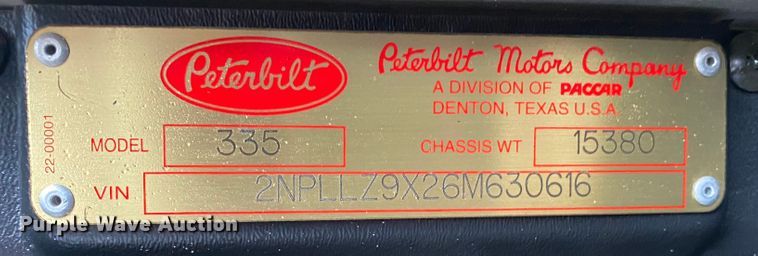 Peterbilt
Peterbilt Motors Company
A DIVISION OF PACCAR
DENTON, TEXAS U.S.A.
MODEL 335 CHASSIS WT 15380
VIN 2NPLLZ9X26M630616
22-00001
Purple Wave Auction